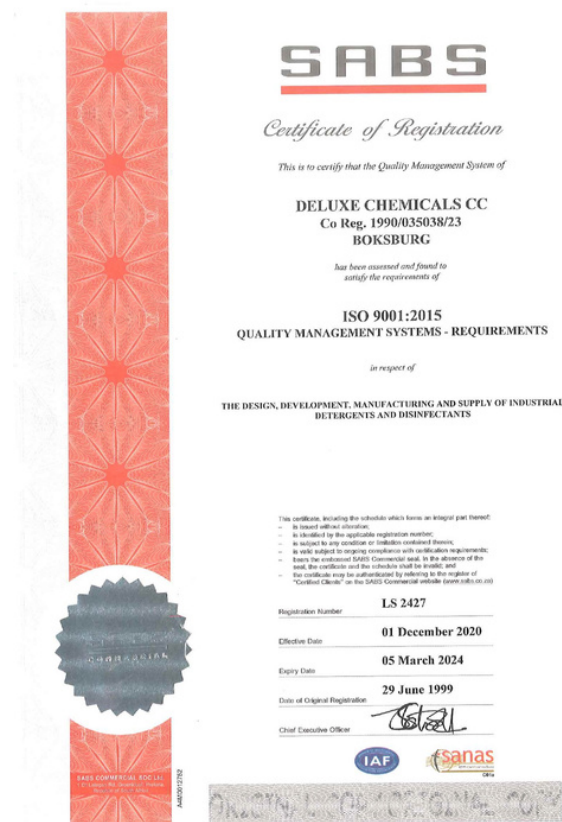 SABS
Certificate of Registration
This is to certify that the Quality Management System of
DELUXE CHEMICALS CC
Co Reg. 1990/035038/23
BOKSBURG
has been assessed and found to
satisfy the requirements of
ISO 9001:2015
QUALITY MANAGEMENT SYSTEMS - REQUIREMENTS
in respect of
THE DESIGN, DEVELOPMENT, MANUFACTURING AND SUPPLY OF INDUSTRIAL
DETERGENTS AND DISINFECTANTS
This certificate, including the schedule which forms an integral part thereof:
– is issued without alteration;
– is identified by the applicable registration number;
– is subject to any condition or limitation contained therein;
– is valid subject to ongoing compliance with certification requirements;
– bears the embossed SABS Commercial seal. In the absence of the
seal, the certificate and the schedule shall be invalid; and
– the certificate may be authenticated by referring to the register of
"Certified Clients" on the SABS Commercial website (www.sabs.co.za)
Registration Number LS 2427
Effective Date 01 December 2020
Expiry Date 05 March 2024
Date of Original Registration 29 June 1999
Chief Executive Officer
COMMERCIAL
IAF
sanas
SABS COMMERCIAL SOC Ltd.